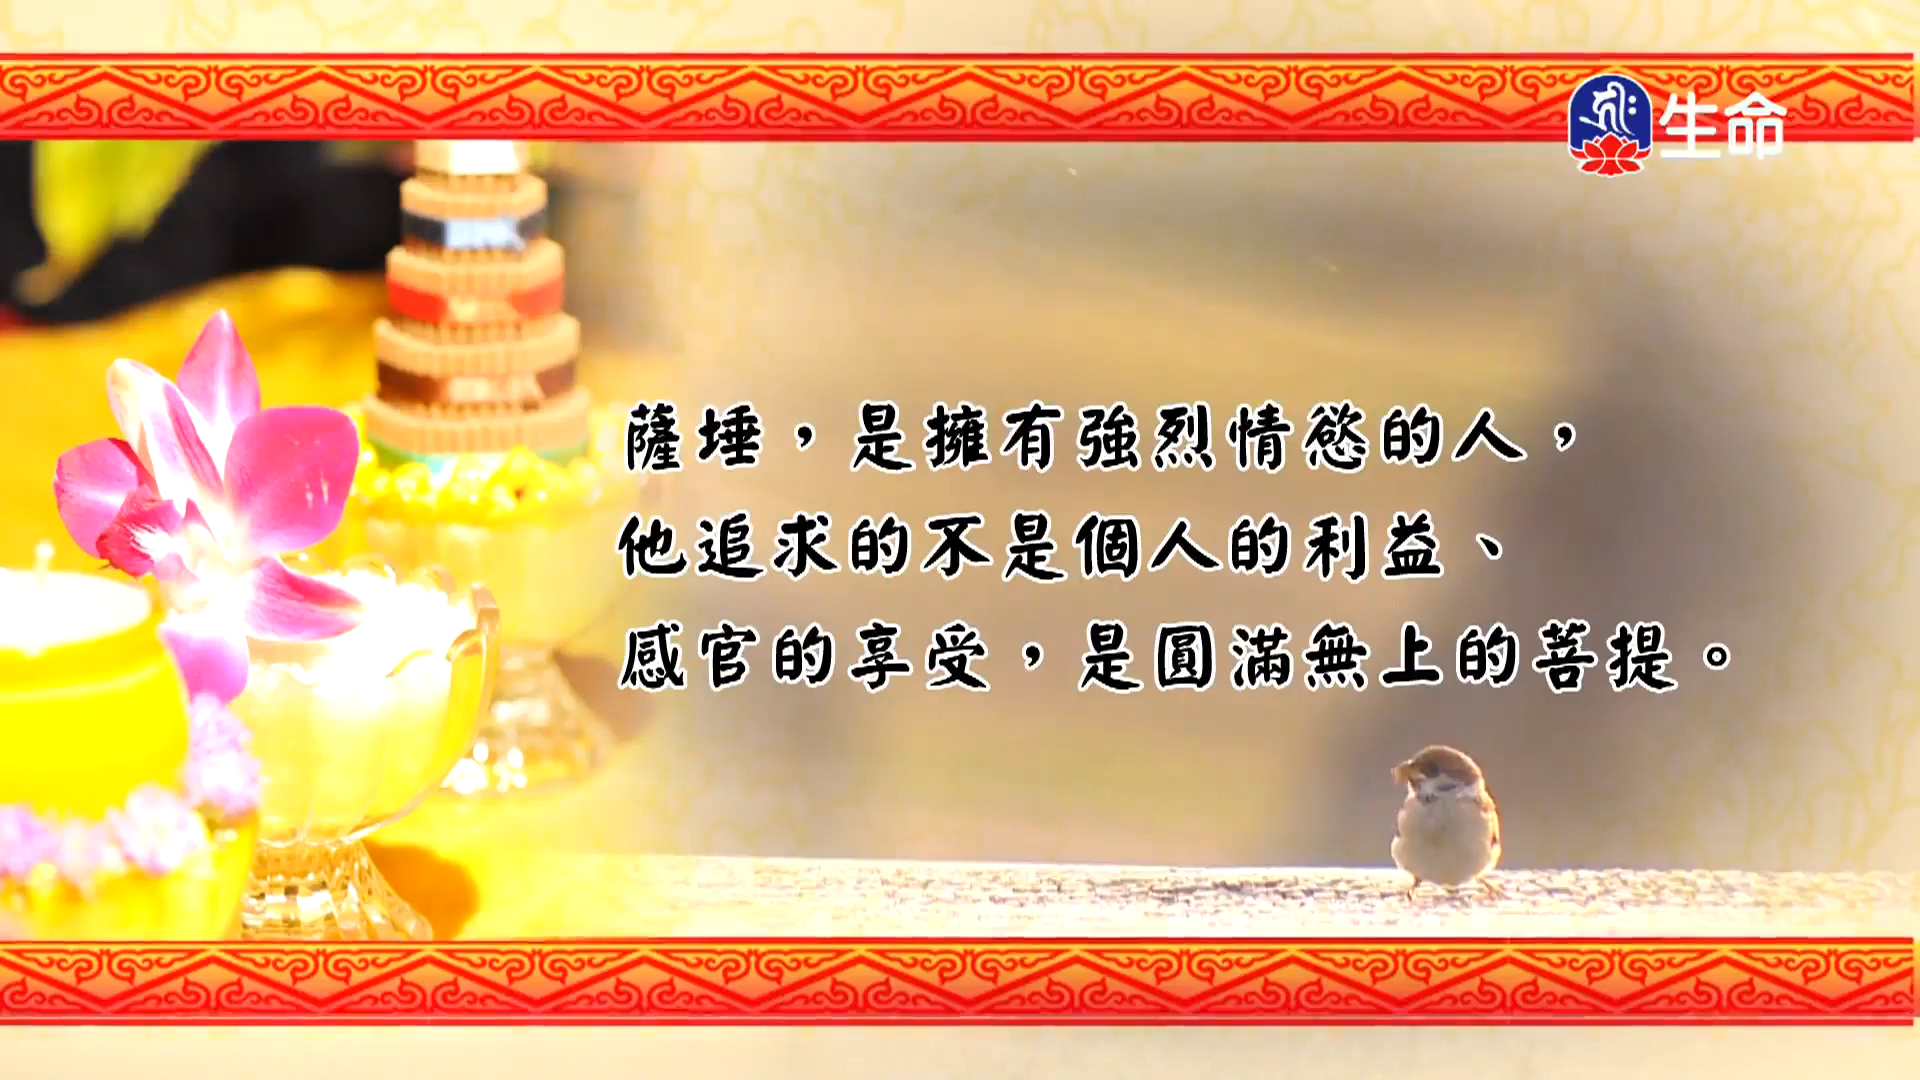 生命
薩埵，是擁有強烈情慾的人，
他追求的不是個人的利益、
感官的享受，是圓滿無上的菩提。